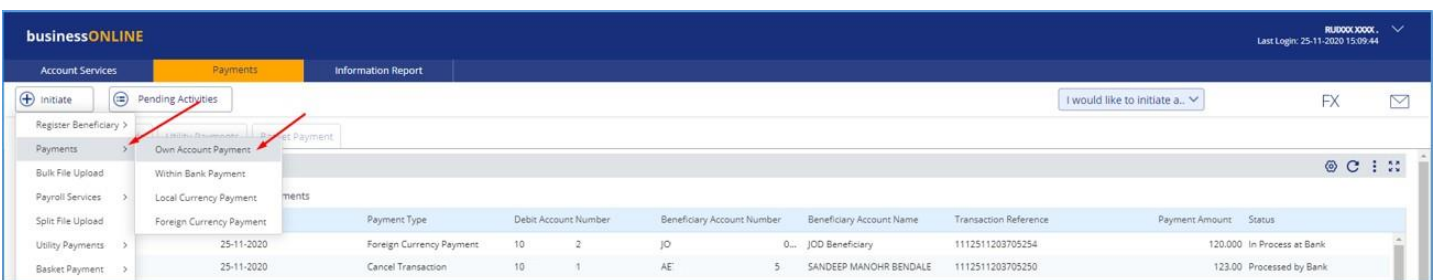 businessONLINE
RU0XXX XXXX .
Last Login: 25-11-2020 15:09:44
Account Services Payments Information Report
Initiate Pending Activities I would like to initiate a.. FX
Register Beneficiary >
Utility Payments Basket Payment
Payments > Own Account Payment
Bulk File Upload Within Bank Payment
Payroll Services > Local Currency Payment
Split File Upload Foreign Currency Payment
Payment Type Debit Account Number Beneficiary Account Number Beneficiary Account Name Transaction Reference Payment Amount Status
Utility Payments > 25-11-2020 Foreign Currency Payment 10 2 JO 0... JOD Beneficiary 1112511203705254 120.000 In Process at Bank
Basket Payment > 25-11-2020 Cancel Transaction 10 1 AE 5 SANDEEP MANOHR BENDALE 1112511203705250 123.00 Processed by Bank